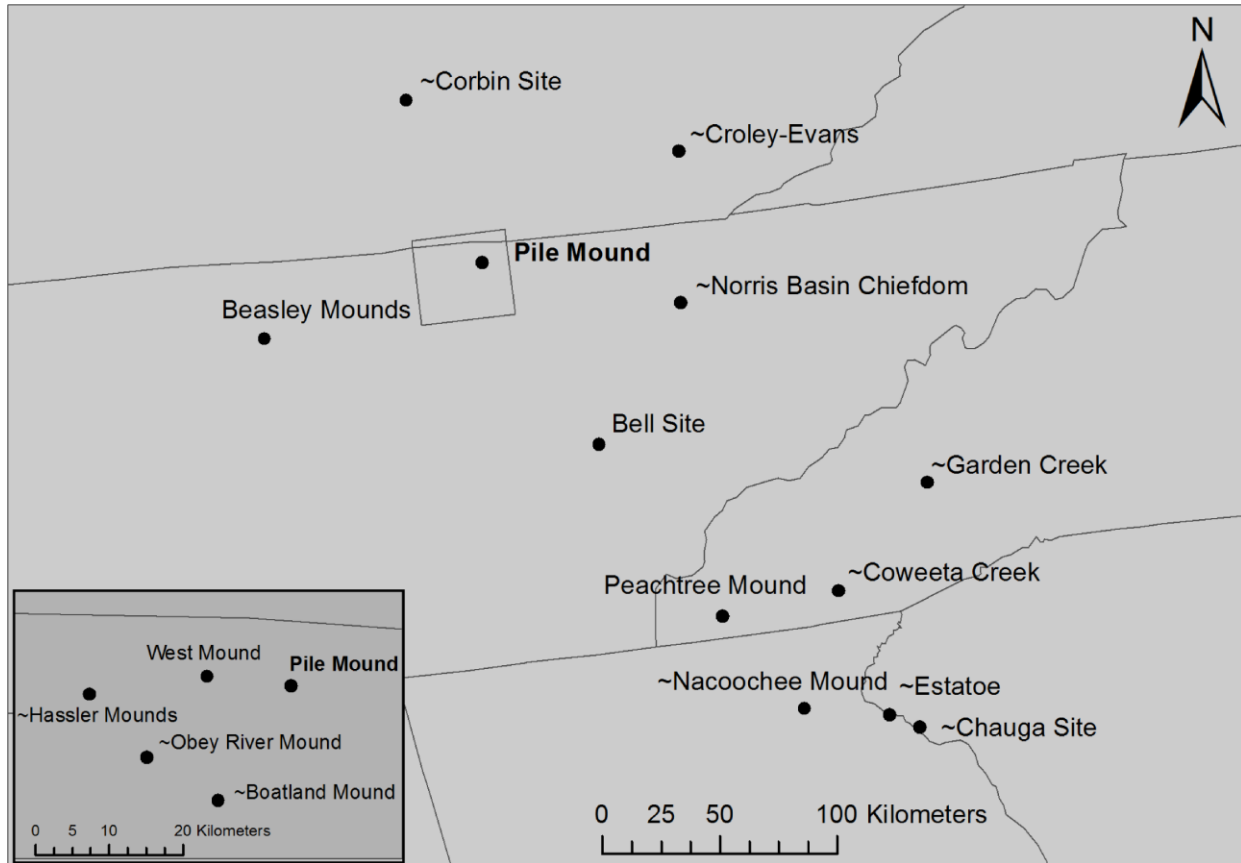 N
~Corbin Site
~Croley-Evans
Pile Mound
~Norris Basin Chiefdom
Beasley Mounds
Bell Site
~Garden Creek
~Coweeta Creek
Peachtree Mound
~Nacoochee Mound
~Estatoe
~Chauga Site
0 25 50 100 Kilometers
West Mound
Pile Mound
~Hassler Mounds
~Obey River Mound
~Boatland Mound
0 5 10 20 Kilometers